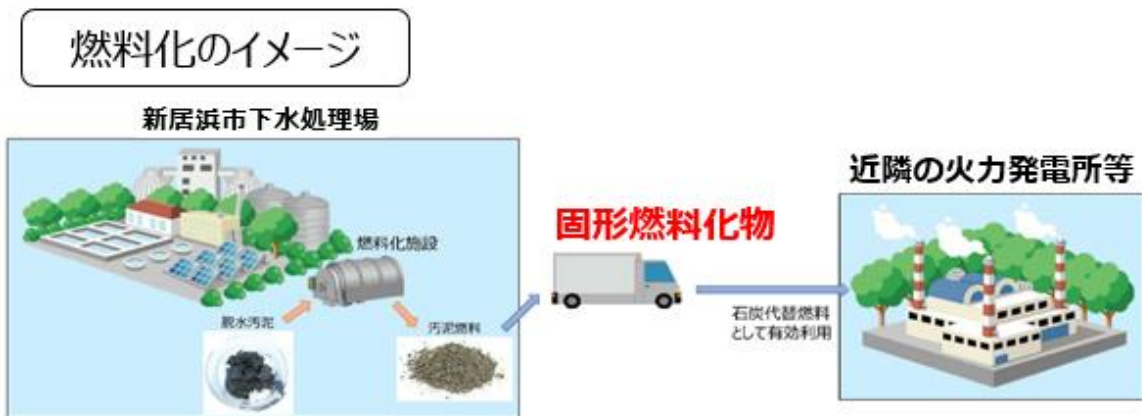 燃料化のイメージ
新居浜市下水処理場
近隣の火力発電所等
固形燃料化物
燃料化施設
脱水汚泥
汚泥燃料
石炭代替燃料
として有効利用